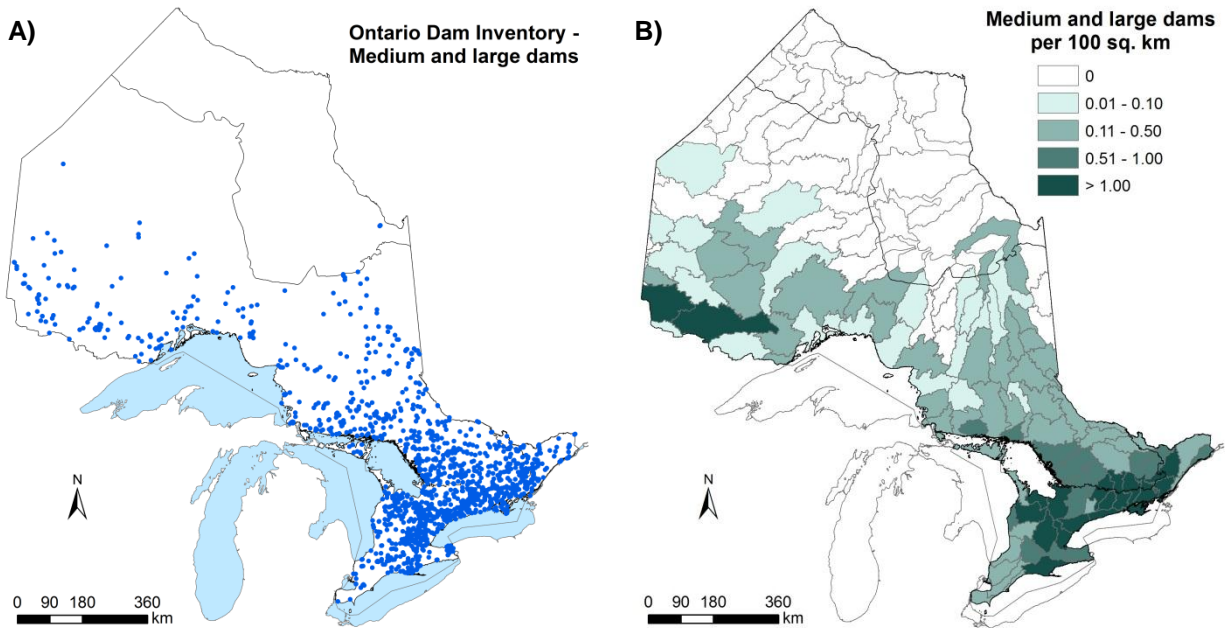 A)
Ontario Dam Inventory -
Medium and large dams
N
0 90 180 360
km
B)
Medium and large dams
per 100 sq. km
0
0.01 - 0.10
0.11 - 0.50
0.51 - 1.00
> 1.00
N
0 90 180 360
km